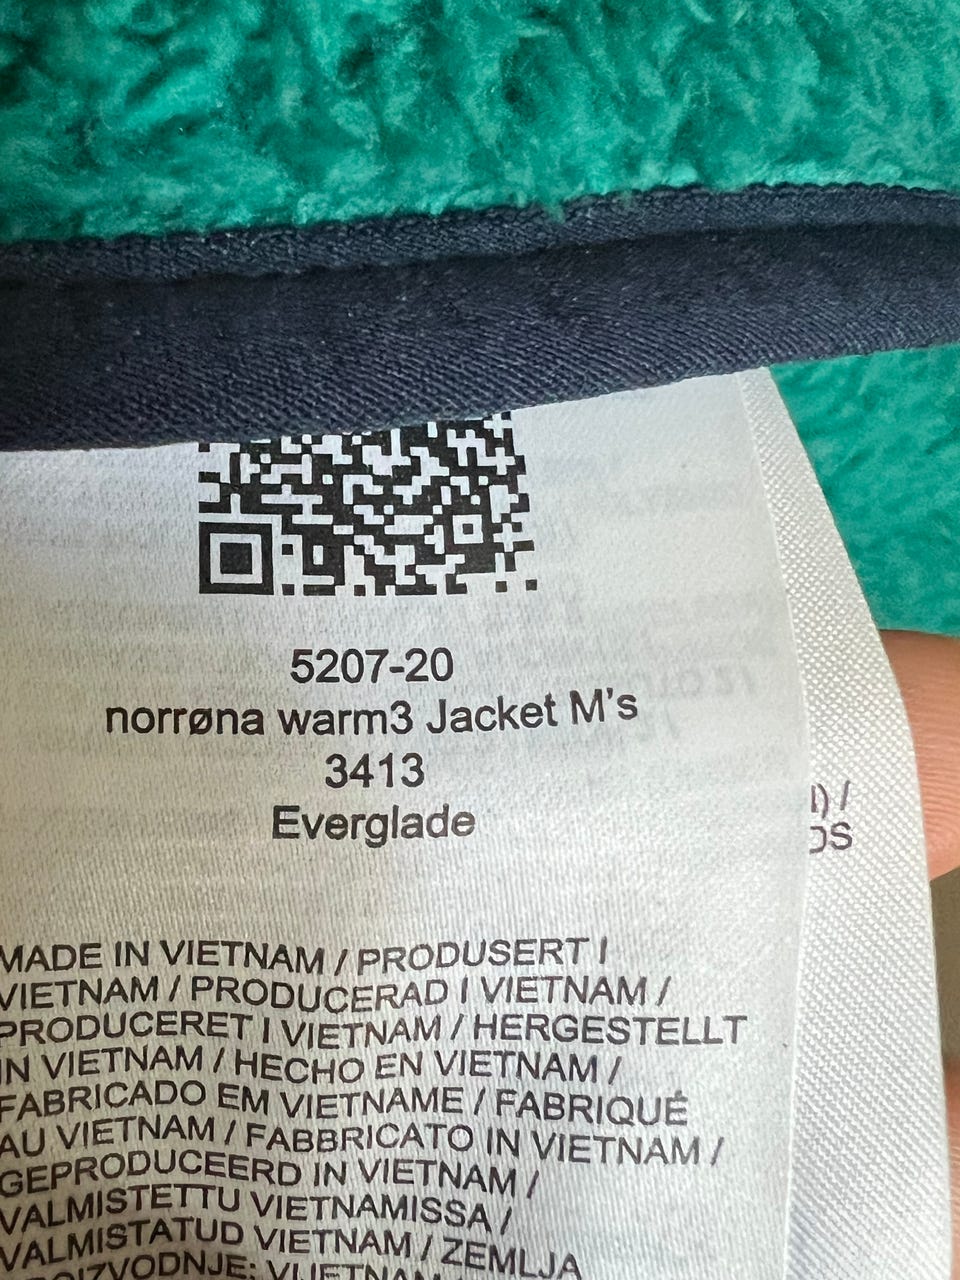 5207-20
norrøna warm3 Jacket M's
3413
Everglade
MADE IN VIETNAM / PRODUSERT I
VIETNAM / PRODUCERAD I VIETNAM /
PRODUCERET I VIETNAM / HERGESTELLT
IN VIETNAM / HECHO EN VIETNAM /
FABRICADO EM VIETNAME / FABRIQUÉ
AU VIETNAM / FABBRICATO IN VIETNAM /
GEPRODUCEERD IN VIETNAM /
VALMISTETTU VIETNAMISSA /
VALMISTATUD VIETNAM / ZEMLJA